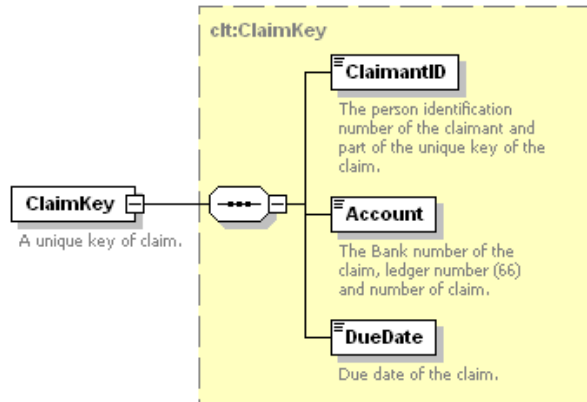 clt:ClaimKey
ClaimantID
The person identification
number of the claimant and
part of the unique key of the
claim.
ClaimKey
A unique key of claim.
Account
The Bank number of the
claim, ledger number (66)
and number of claim.
DueDate
Due date of the claim.